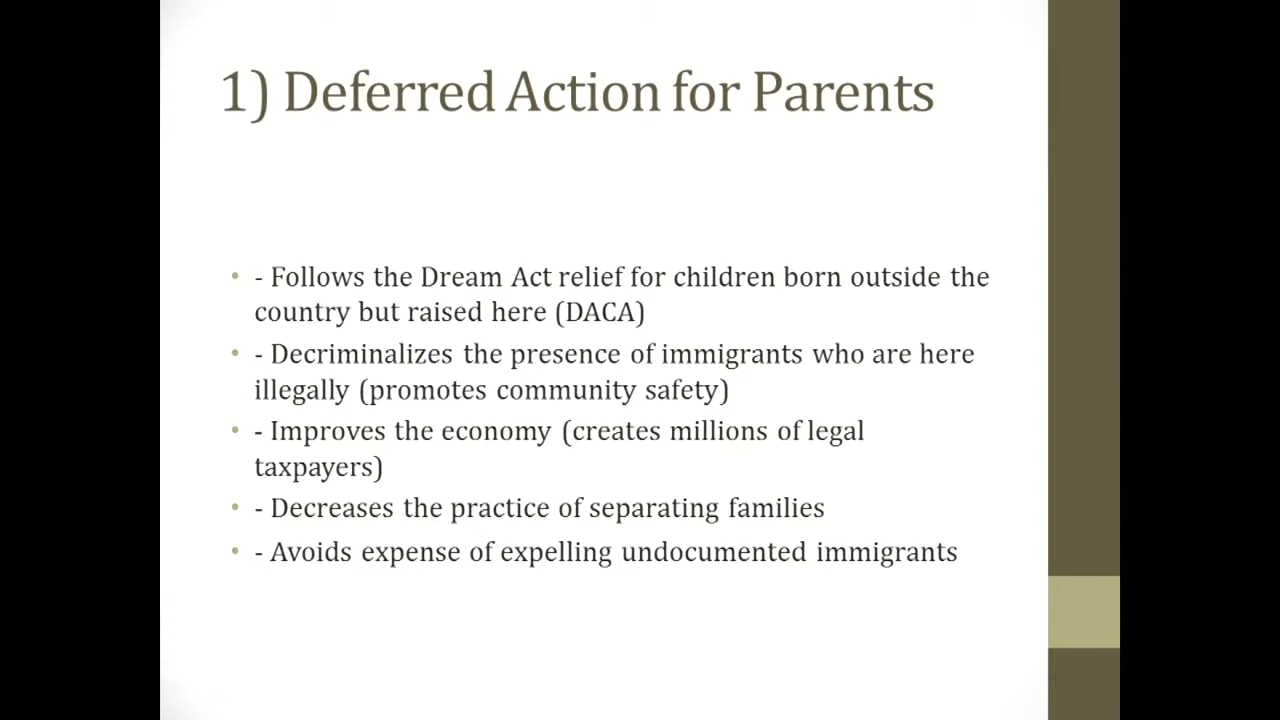 1) Deferred Action for Parents
• - Follows the Dream Act relief for children born outside the
country but raised here (DACA)
• - Decriminalizes the presence of immigrants who are here
illegally (promotes community safety)
• - Improves the economy (creates millions of legal
taxpayers)
• - Decreases the practice of separating families
• - Avoids expense of expelling undocumented immigrants